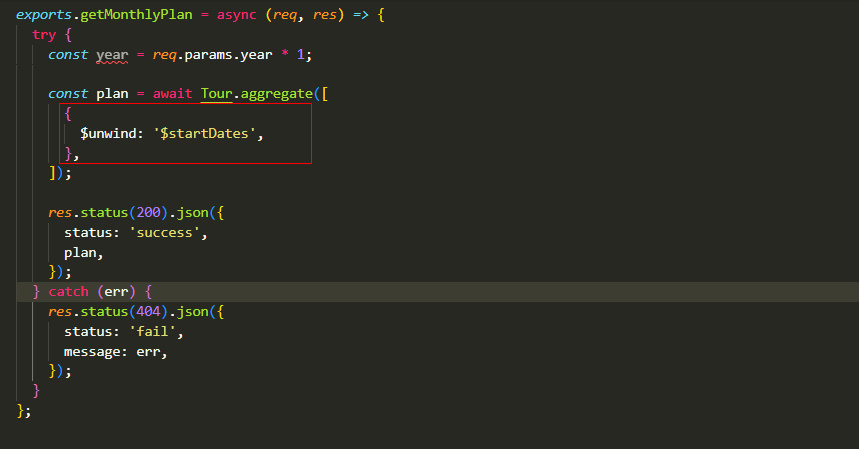 exports.getMonthlyPlan = async (req, res) => {
  try {
    const year = req.params.year * 1;

    const plan = await Tour.aggregate([
      {
        $unwind: '$startDates',
      },
    ]);

    res.status(200).json({
      status: 'success',
      plan,
    });
  } catch (err) {
    res.status(404).json({
      status: 'fail',
      message: err,
    });
  }
};